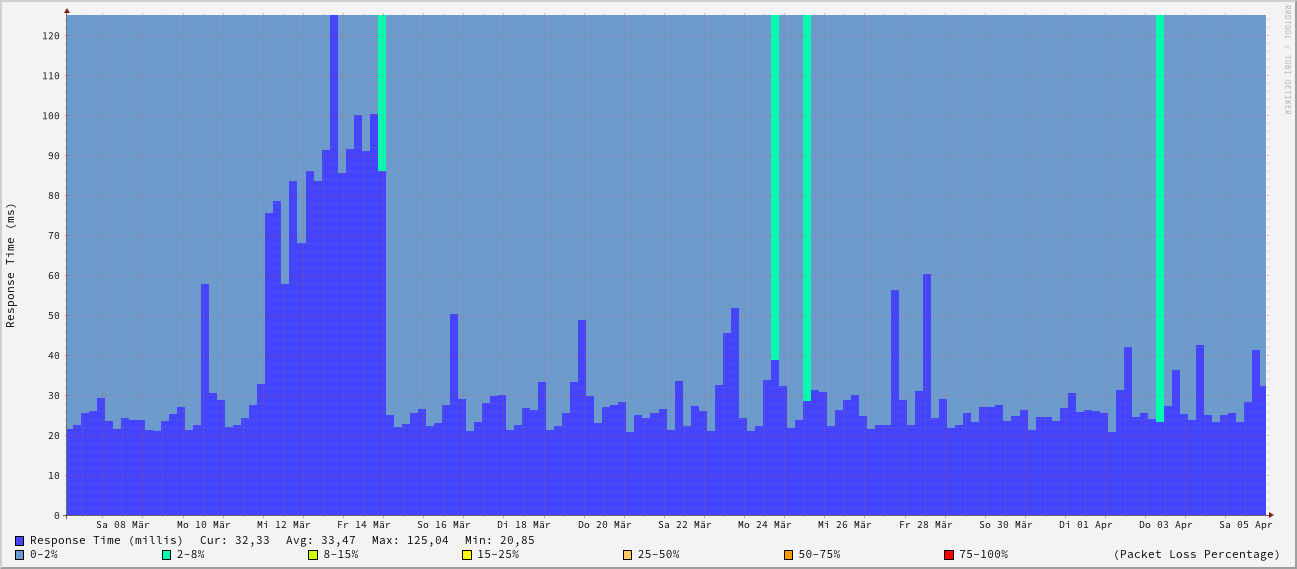 RRDTOOL / TOBI OETIKER
Response Time (ms)
120
110
100
90
80
70
60
50
40
30
20
10
0
Sa 08 Mär Mo 10 Mär Mi 12 Mär Fr 14 Mär So 16 Mär Di 18 Mär Do 20 Mär Sa 22 Mär Mo 24 Mär Mi 26 Mär Fr 28 Mär So 30 Mär Di 01 Apr Do 03 Apr Sa 05 Apr
Response Time (millis) Cur: 32,33 Avg: 33,47 Max: 125,04 Min: 20,85
0-2% 2-8% 8-15% 15-25% 25-50% 50-75% 75-100% (Packet Loss Percentage)